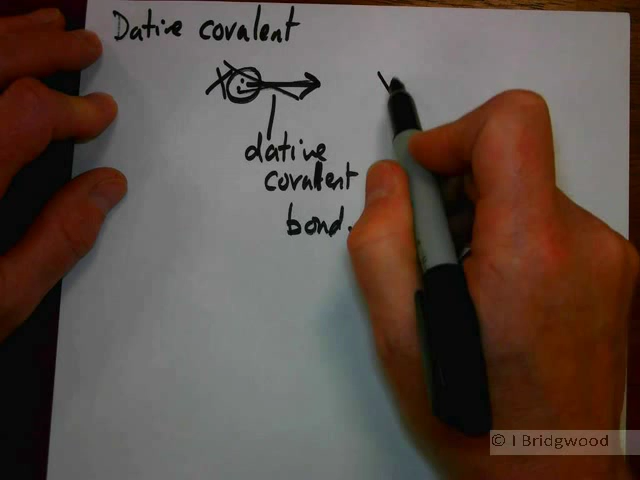 Dative covalent
X
dative
covalent
bond.
© I Bridgwood